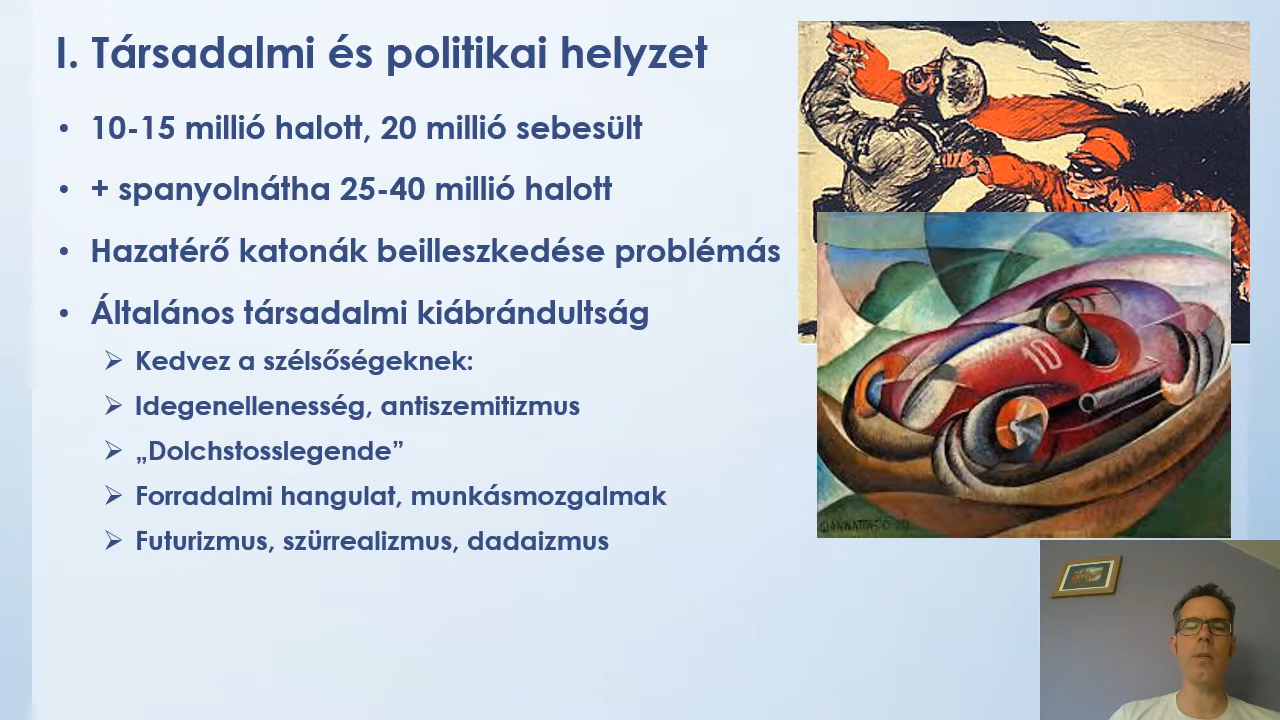 I. Társadalmi és politikai helyzet
• 10-15 millió halott, 20 millió sebesült
• + spanyolnátha 25-40 millió halott
• Hazatérő katonák beilleszkedése problémás
• Általános társadalmi kiábrándultság
➢ Kedvez a szélsőségeknek:
➢ Idegenellenesség, antiszemitizmus
➢ „Dolchstosslegende”
➢ Forradalmi hangulat, munkásmozgalmak
➢ Futurizmus, szürrealizmus, dadaizmus
10